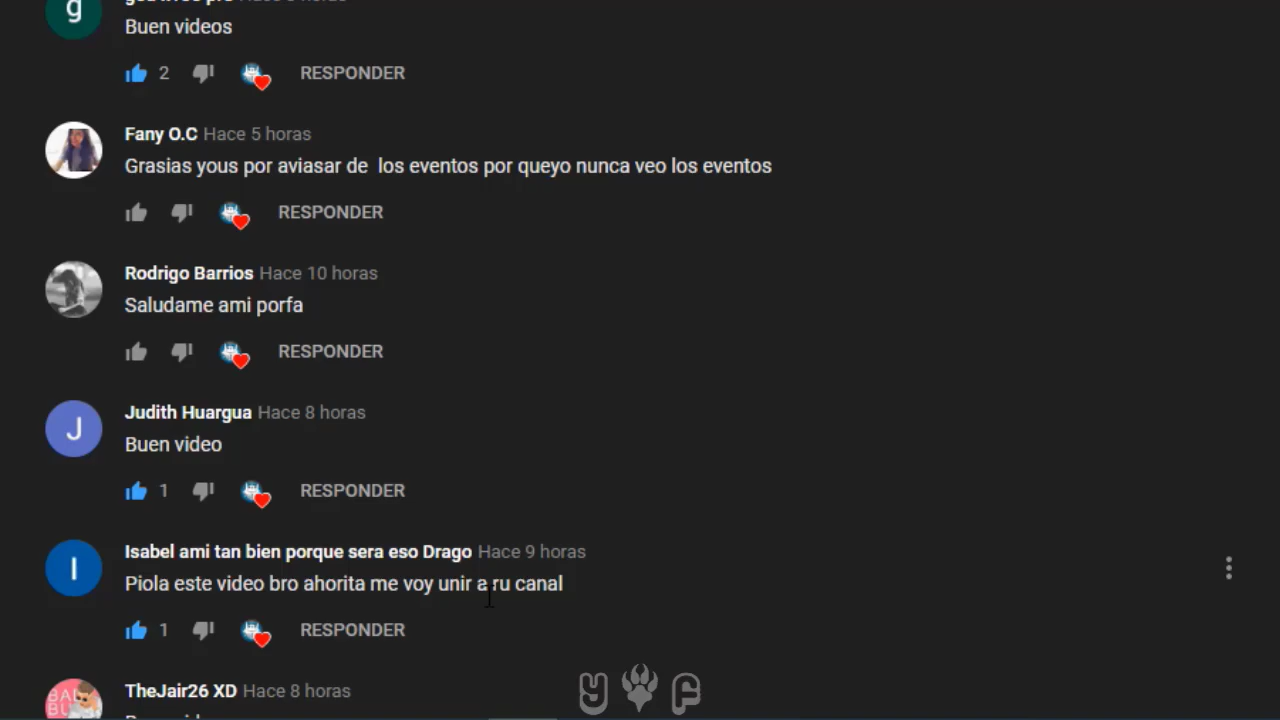 g
Buen videos
2
RESPONDER
Fany O.C Hace 5 horas
Grasias yous por aviasar de los eventos por queyo nunca veo los eventos
RESPONDER
Rodrigo Barrios Hace 10 horas
Saludame ami porfa
RESPONDER
J
Judith Huargua Hace 8 horas
Buen video
1
RESPONDER
I
Isabel ami tan bien porque sera eso Drago Hace 9 horas
Piola este video bro ahorita me voy unir a ru canal
1
RESPONDER
TheJair26 XD Hace 8 horas
y F